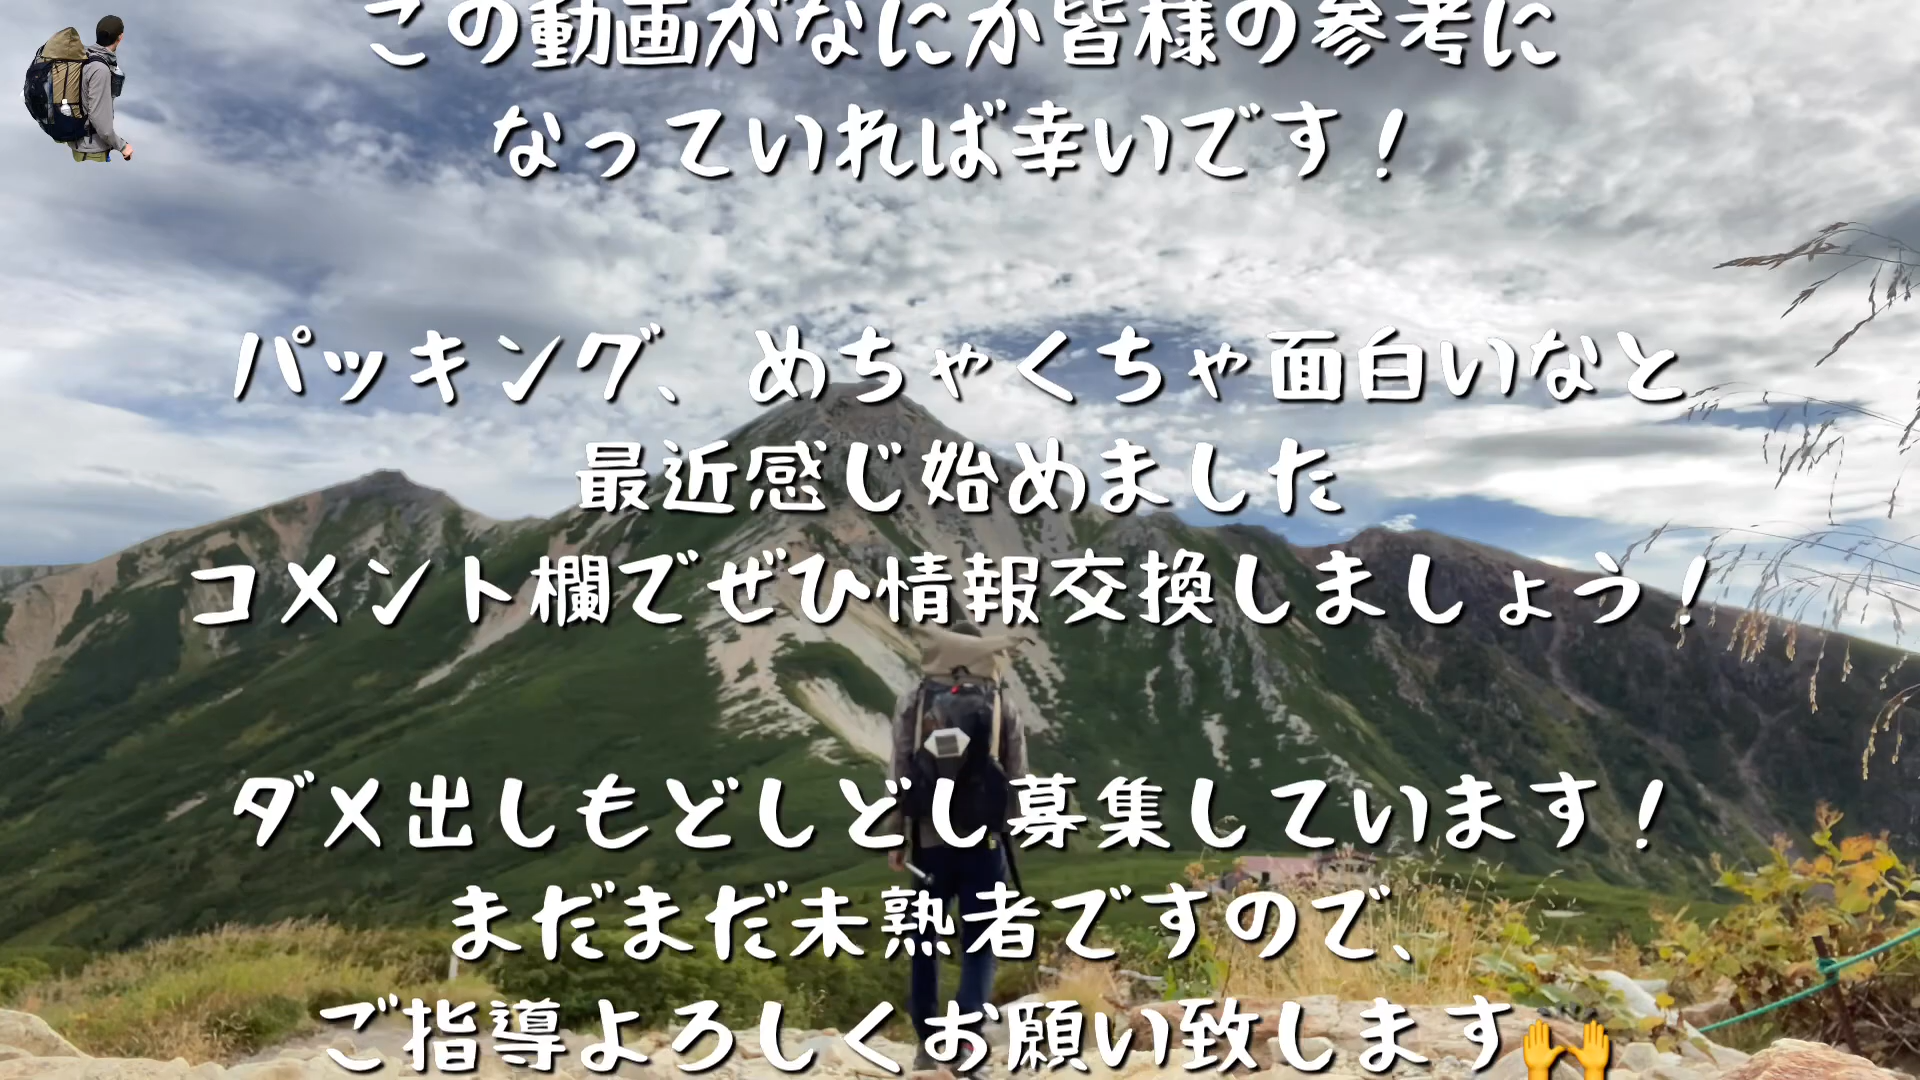 この動画がなにか皆様の参考に
なっていれば幸いです！
パッキング、めちゃくちゃ面白いなと
最近感じ始めました
コメント欄でぜひ情報交換しましょう！
ダメ出しもどしどし募集しています！
まだまだ未熟者ですので、
ご指導よろしくお願い致します🙌